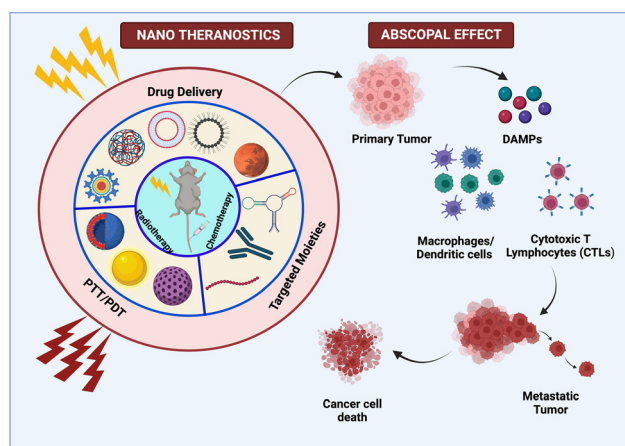 NANO THERANOSTICS
ABSCOPAL EFFECT
Drug Delivery
Radiotherapy
Chemotherapy
PTT/PDT
Targeted Moieties
Primary Tumor
DAMPs
Macrophages/
Dendritic cells
Cytotoxic T
Lymphocytes (CTLs)
Metastatic
Tumor
Cancer cell
death